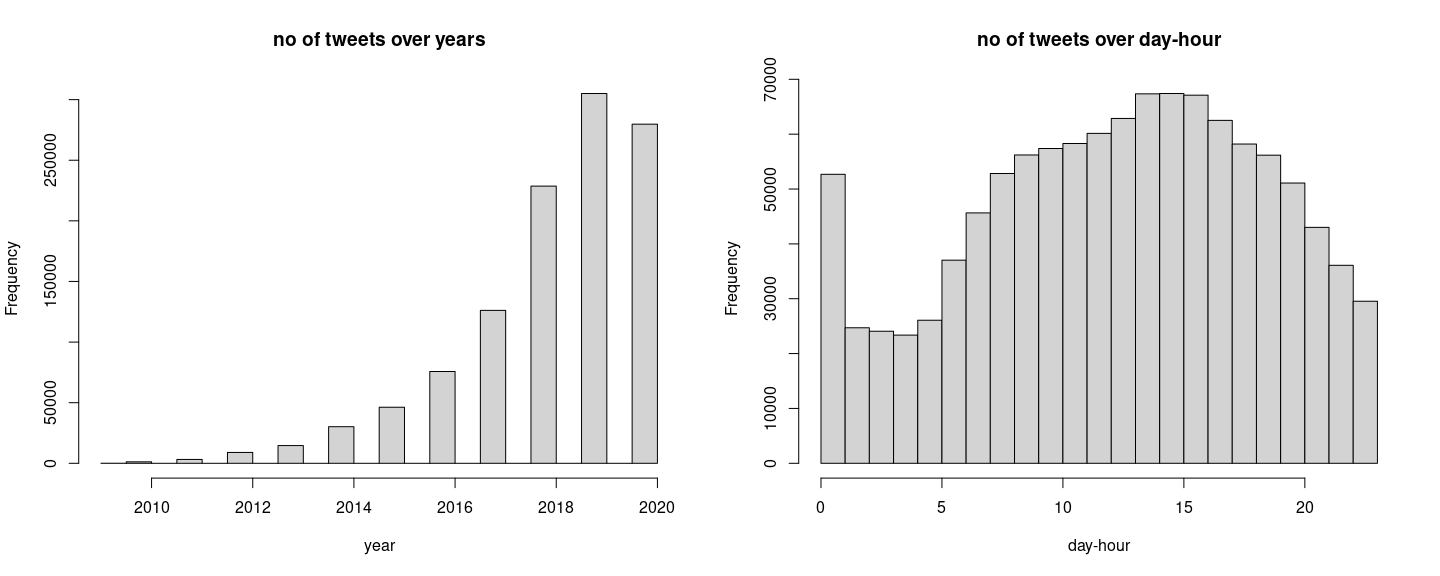 no of tweets over years
Frequency
250000
150000
50000
0
2010 2012 2014 2016 2018 2020
year
no of tweets over day-hour
Frequency
70000
50000
30000
10000
0
0 5 10 15 20
day-hour